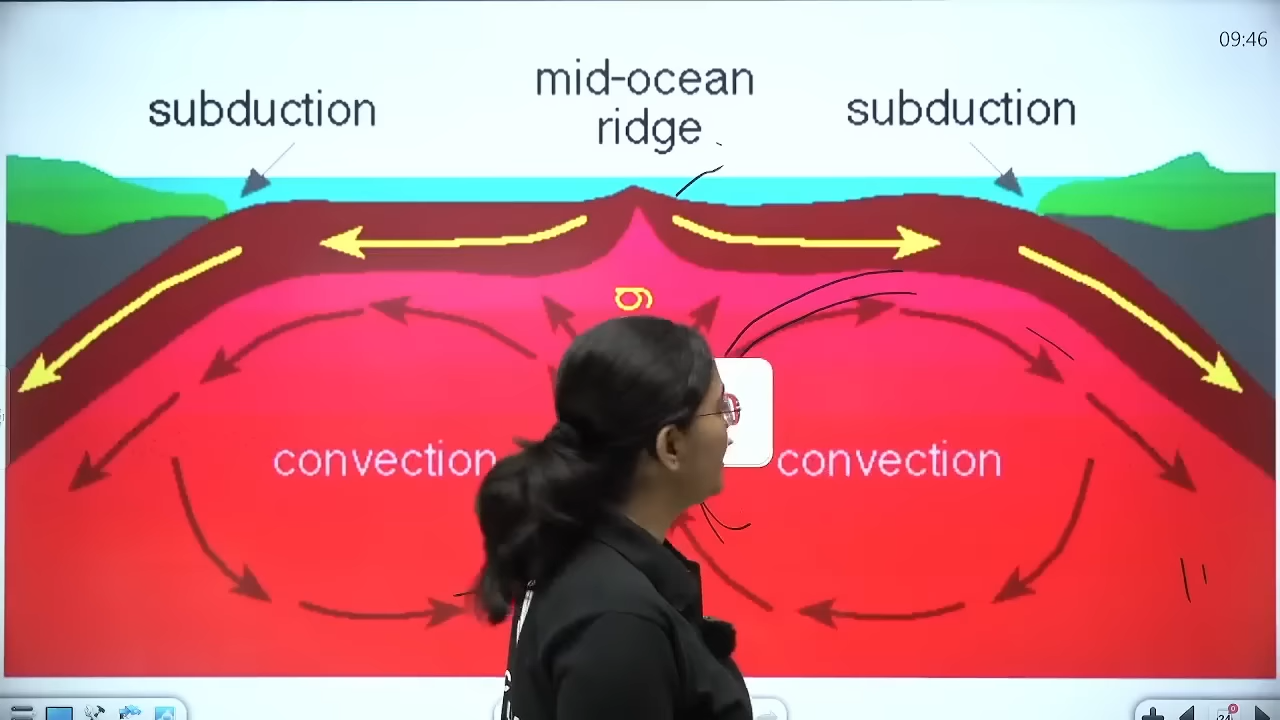 09:46
mid-ocean
ridge
subduction
subduction
convection
convection